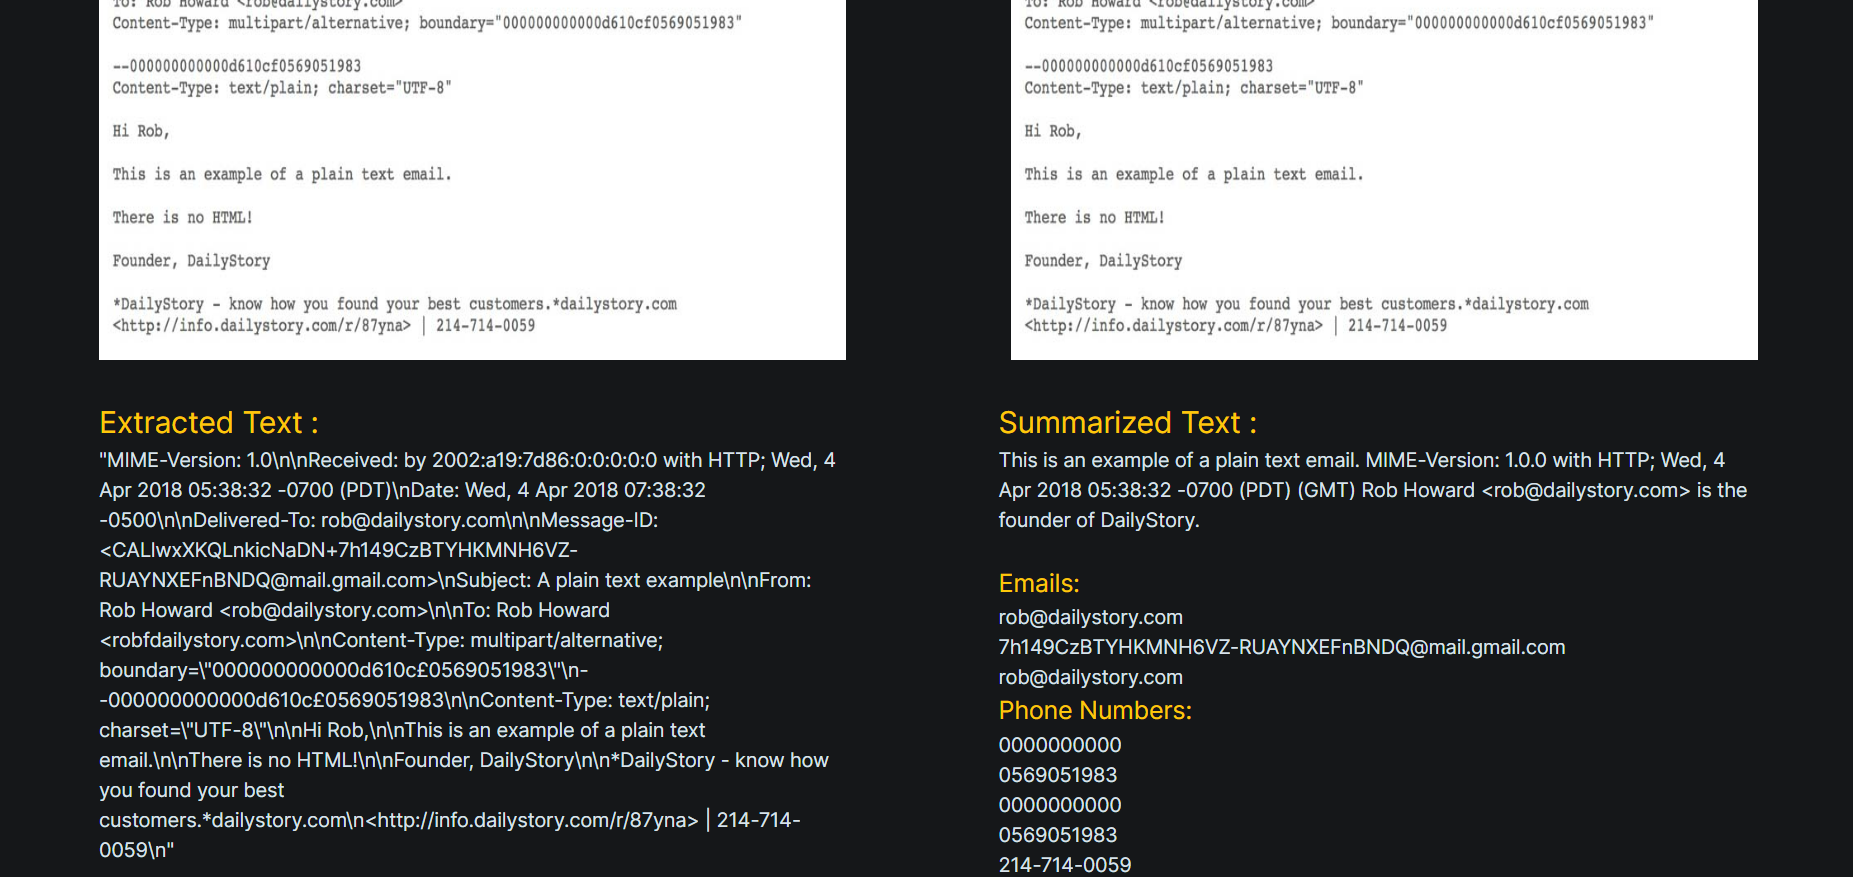 To: Rob Howard <rob@dailystory.com>
Content-Type: multipart/alternative; boundary="000000000000d610cf0569051983"
--000000000000d610cf0569051983
Content-Type: text/plain; charset="UTF-8"
Hi Rob,
This is an example of a plain text email.
There is no HTML!
Founder, DailyStory
*DailyStory - know how you found your best customers.*dailystory.com
<http://info.dailystory.com/r/87yna> | 214-714-0059
To: Rob Howard <rob@dailystory.com>
Content-Type: multipart/alternative; boundary="000000000000d610cf0569051983"
--000000000000d610cf0569051983
Content-Type: text/plain; charset="UTF-8"
Hi Rob,
This is an example of a plain text email.
There is no HTML!
Founder, DailyStory
*DailyStory - know how you found your best customers.*dailystory.com
<http://info.dailystory.com/r/87yna> | 214-714-0059
Extracted Text :
"MIME-Version: 1.0\n\nReceived: by 2002:a19:7d86:0:0:0:0:0 with HTTP; Wed, 4
Apr 2018 05:38:32 -0700 (PDT)\nDate: Wed, 4 Apr 2018 07:38:32
-0500\n\nDelivered-To: rob@dailystory.com\n\nMessage-ID:
<CALlwxXKQLnkicNaDN+7h149CzBTYHKMNH6VZ-
RUAYNXEFnBNDQ@mail.gmail.com>\nSubject: A plain text example\n\nFrom:
Rob Howard <rob@dailystory.com>\n\nTo: Rob Howard
<robfdailystory.com>\n\nContent-Type: multipart/alternative;
boundary=\"000000000000d610c£0569051983\"\n-
-000000000000d610c£0569051983\n\nContent-Type: text/plain;
charset=\"UTF-8\"\n\nHi Rob,\n\nThis is an example of a plain text
email.\n\nThere is no HTML!\n\nFounder, DailyStory\n\n*DailyStory - know how
you found your best
customers.*dailystory.com\n<http://info.dailystory.com/r/87yna> | 214-714-
0059\n"
Summarized Text :
This is an example of a plain text email. MIME-Version: 1.0.0 with HTTP; Wed, 4
Apr 2018 05:38:32 -0700 (PDT) (GMT) Rob Howard <rob@dailystory.com> is the
founder of DailyStory.
Emails:
rob@dailystory.com
7h149CzBTYHKMNH6VZ-RUAYNXEFnBNDQ@mail.gmail.com
rob@dailystory.com
Phone Numbers:
0000000000
0569051983
0000000000
0569051983
214-714-0059